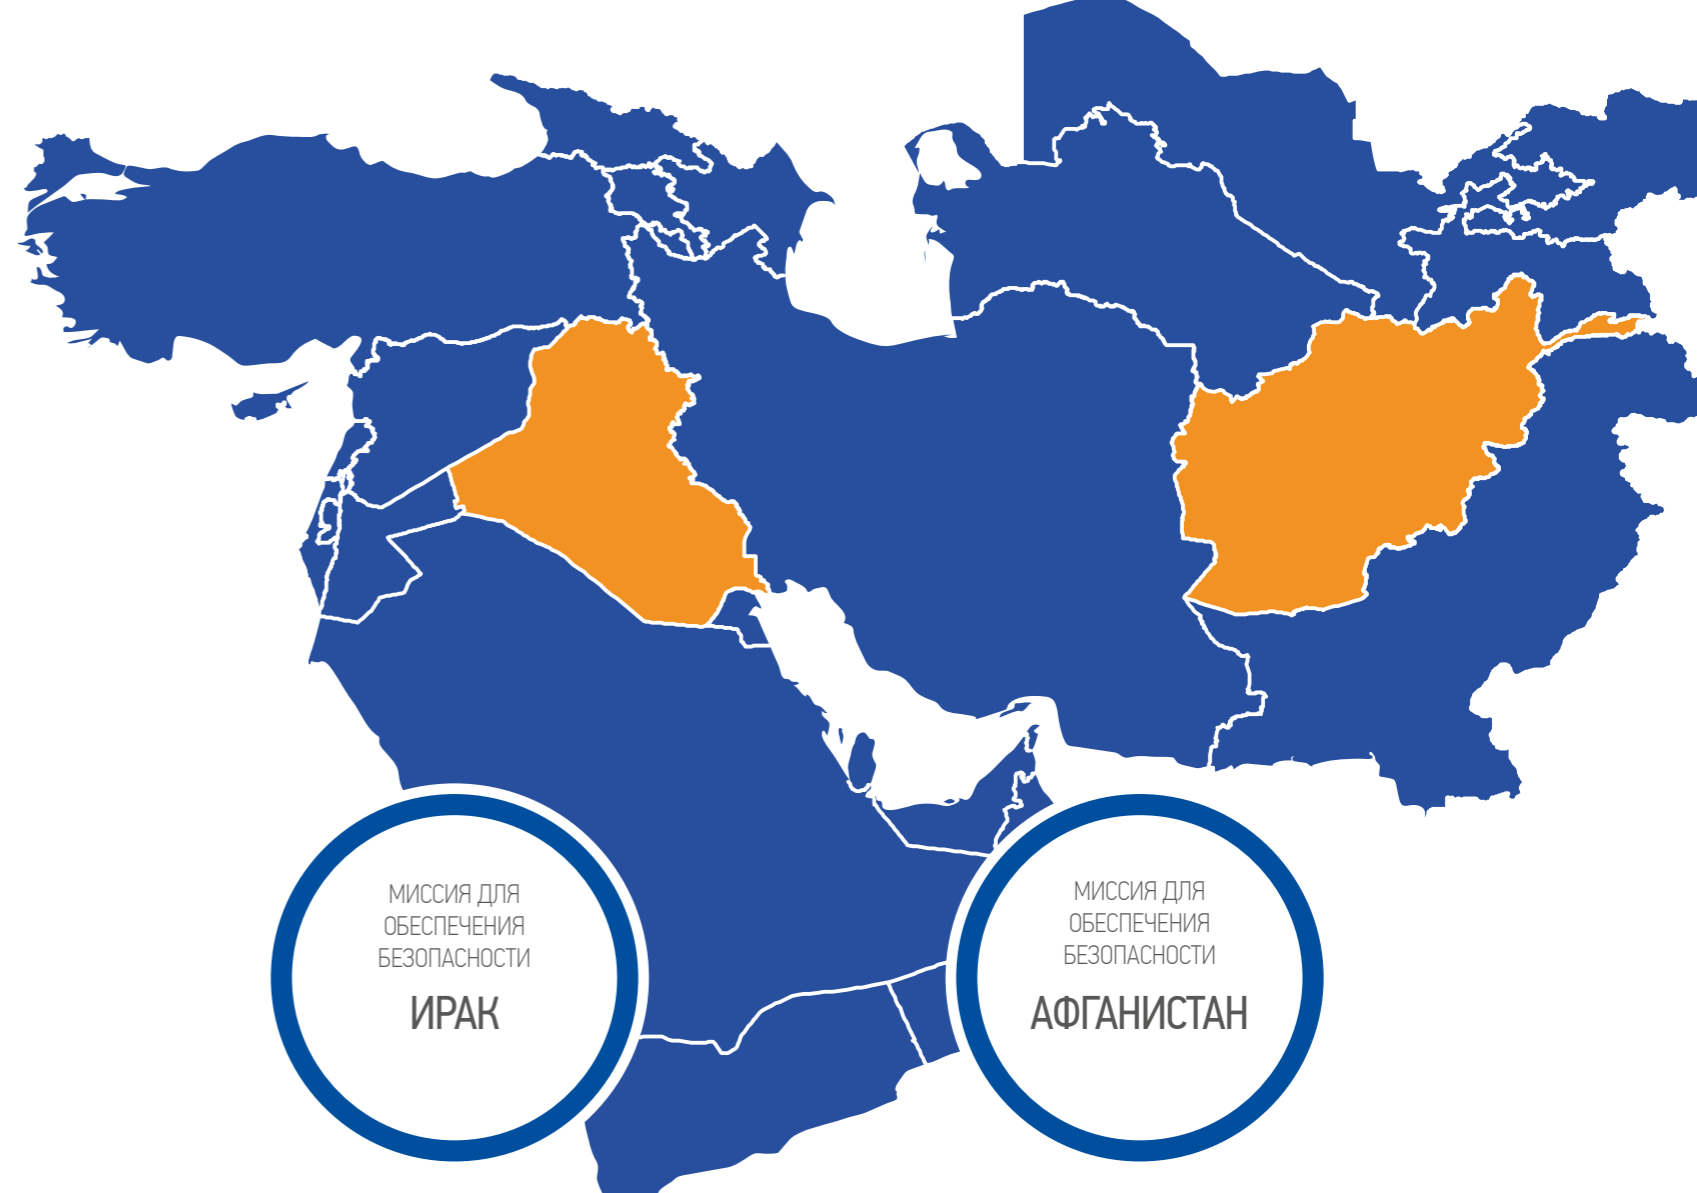 МИССИЯ ДЛЯ
ОБЕСПЕЧЕНИЯ
БЕЗОПАСНОСТИ
ИРАК
МИССИЯ ДЛЯ
ОБЕСПЕЧЕНИЯ
БЕЗОПАСНОСТИ
АФГАНИСТАН